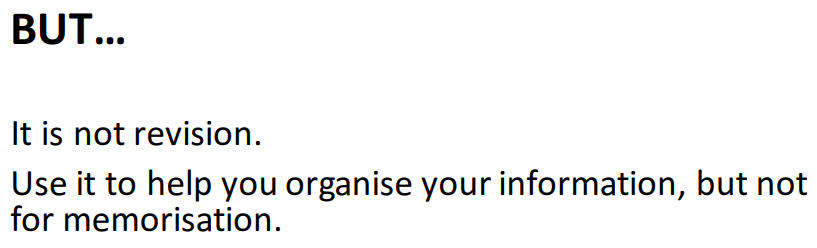 BUT…
It is not revision.
Use it to help you organise your information, but not
for memorisation.